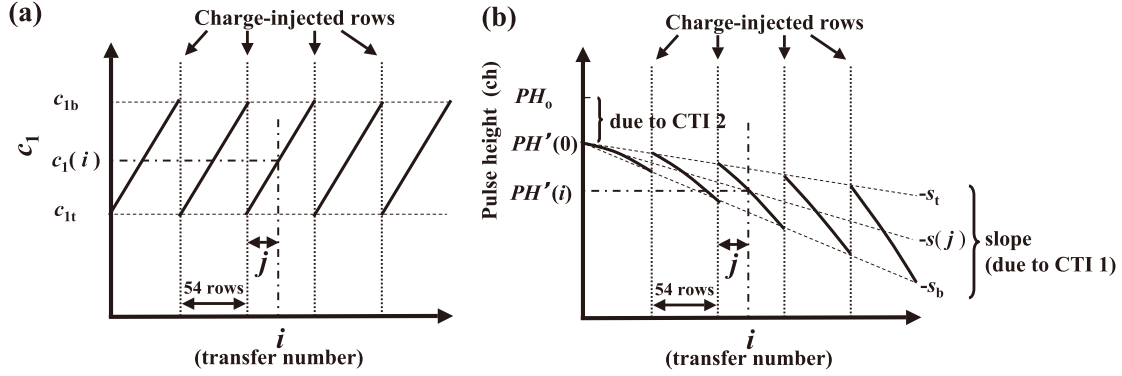 (a)
Charge-injected rows
c1b
c1
c1(i)
c1t
j
54 rows
i
(transfer number)
(b)
Charge-injected rows
Pulse height (ch)
PHo
due to CTI 2
PH'(0)
PH'(i)
-st
-s(j)
slope
(due to CTI 1)
-sb
j
54 rows
i
(transfer number)